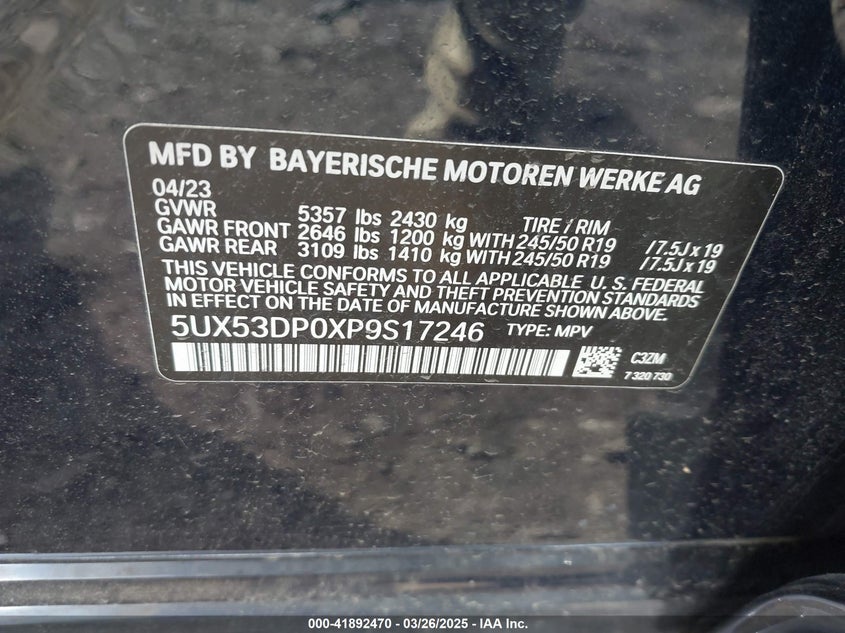 MFD BY BAYERISCHE MOTOREN WERKE AG
04/23
GVWR 5357 lbs 2430 kg TIRE / RIM
GAWR FRONT 2646 lbs 1200 kg WITH 245/50 R19 /7.5J x 19
GAWR REAR 3109 lbs 1410 kg WITH 245/50 R19 /7.5J x 19
THIS VEHICLE CONFORMS TO ALL APPLICABLE U. S. FEDERAL
MOTOR VEHICLE SAFETY AND THEFT PREVENTION STANDARDS
IN EFFECT ON THE DATE OF MANUFACTURE SHOWN ABOVE.
5UX53DP0XP9S17246 TYPE: MPV
C3ZM
7 320 730
000-41892470 - 03/26/2025 - IAA Inc.